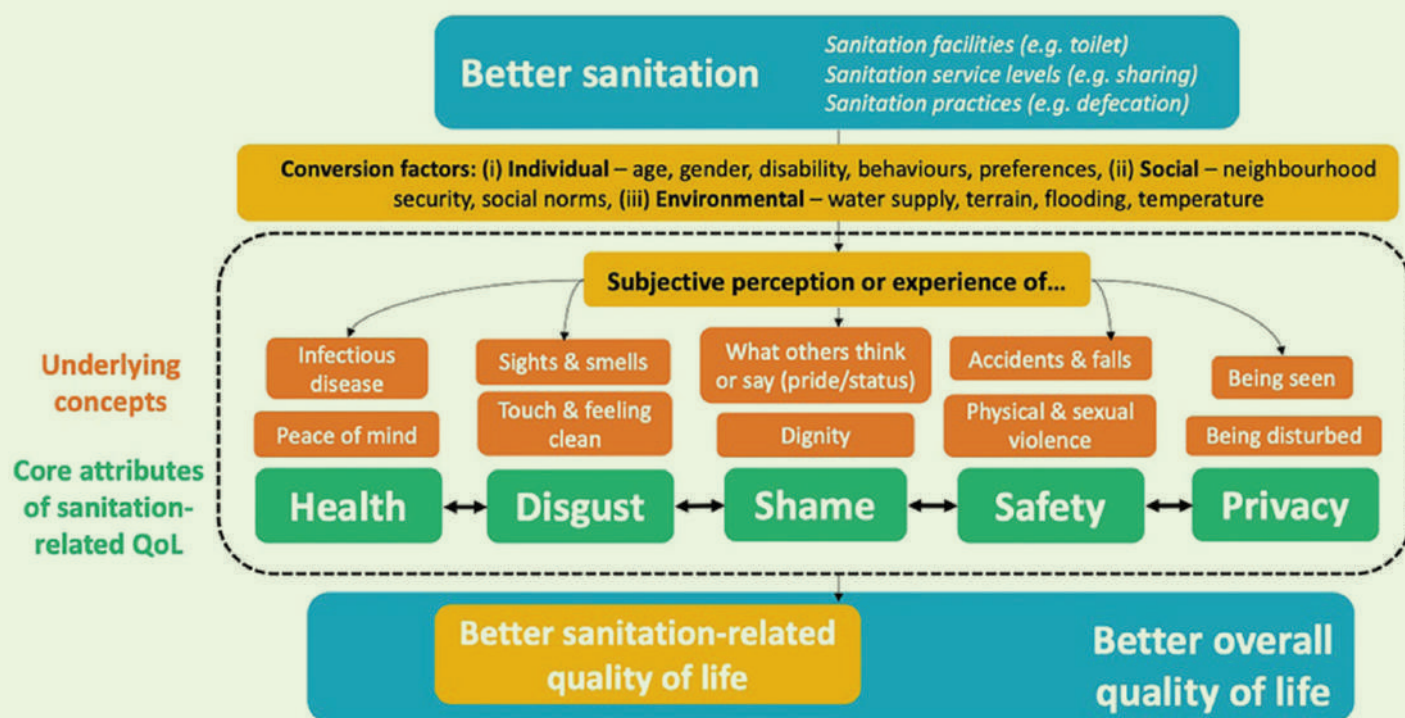 Better sanitation
Sanitation facilities (e.g. toilet)
Sanitation service levels (e.g. sharing)
Sanitation practices (e.g. defecation)
Conversion factors: (i) Individual – age, gender, disability, behaviours, preferences, (ii) Social – neighbourhood
security, social norms, (iii) Environmental – water supply, terrain, flooding, temperature
Subjective perception or experience of...
Underlying
concepts
Infectious
disease
Peace of mind
Sights & smells
Touch & feeling
clean
What others think
or say (pride/status)
Dignity
Accidents & falls
Physical & sexual
violence
Being seen
Being disturbed
Core attributes
of sanitation-
related QoL
Health
Disgust
Shame
Safety
Privacy
Better sanitation-related
quality of life
Better overall
quality of life